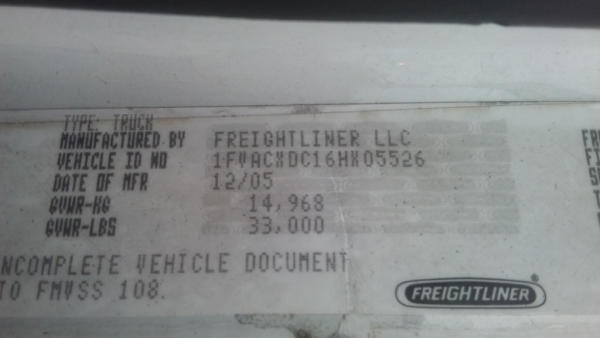 TYPE: TRUCK
MANUFACTURED BY FREIGHTLINER LLC
VEHICLE ID NO 1FVACXDC16HX05526
DATE OF MFR 12/05
GVWR-KG 14,968
GVWR-LBS 33,000
NCOMPLETE VEHICLE DOCUMENT
TO FMVSS 108.
FREIGHTLINER®